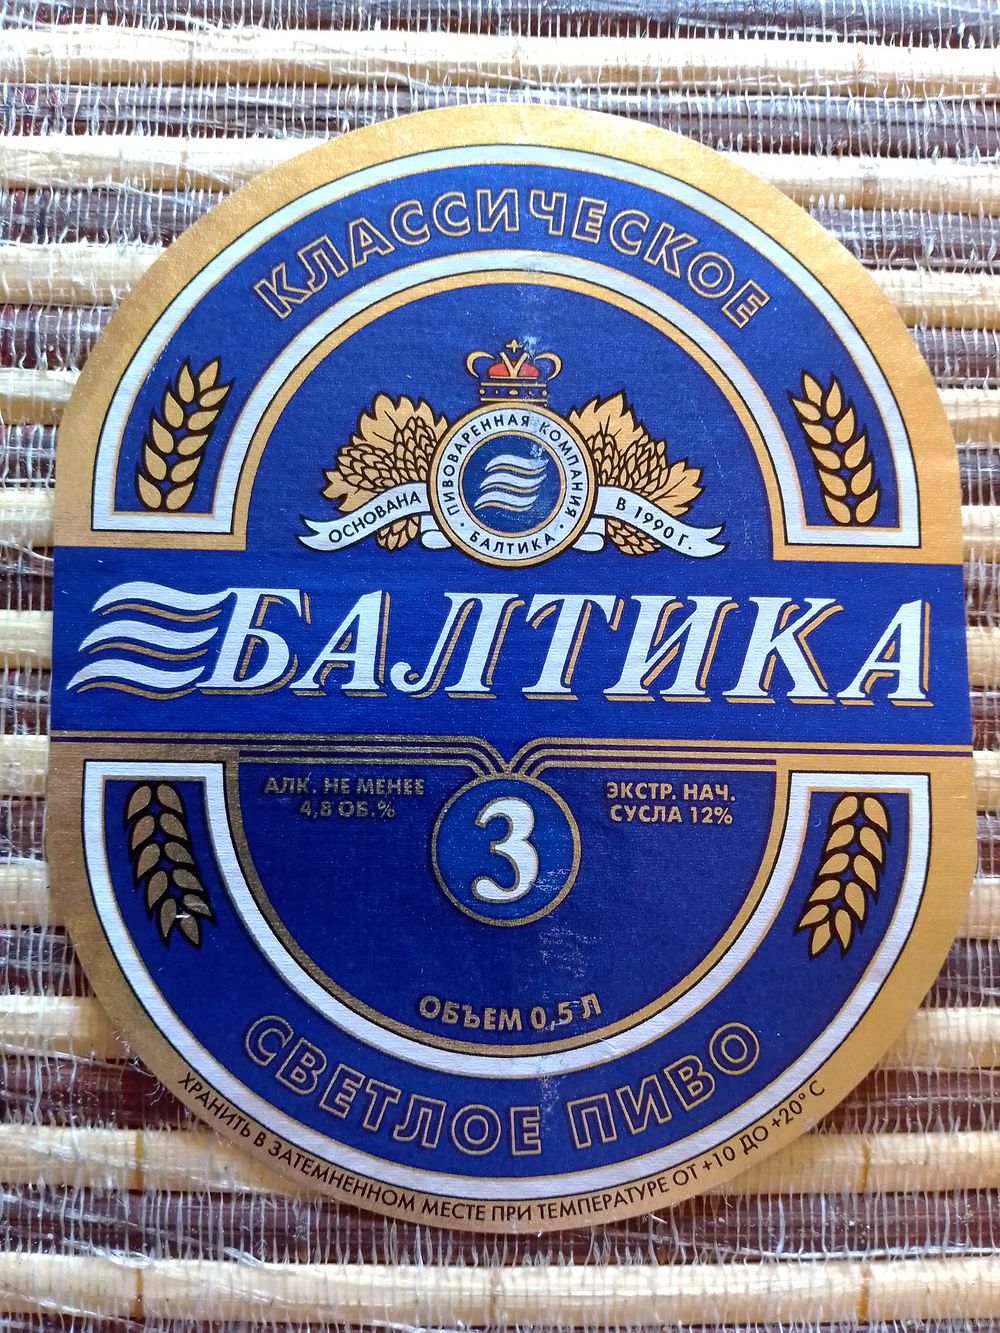 КЛАССИЧЕСКОЕ
ПИВОВАРЕННАЯ КОМПАНИЯ
• БАЛТИКА •
ОСНОВАНА
В 1990 Г.
БАЛТИКА
АЛК. НЕ МЕНЕЕ
4,8 ОБ.%
3
ЭКСТР. НАЧ.
СУСЛА 12%
ОБЪЕМ 0,5 Л
СВЕТЛОЕ ПИВО
ХРАНИТЬ В ЗАТЕМНЕННОМ МЕСТЕ ПРИ ТЕМПЕРАТУРЕ ОТ +10 ДО +20° С